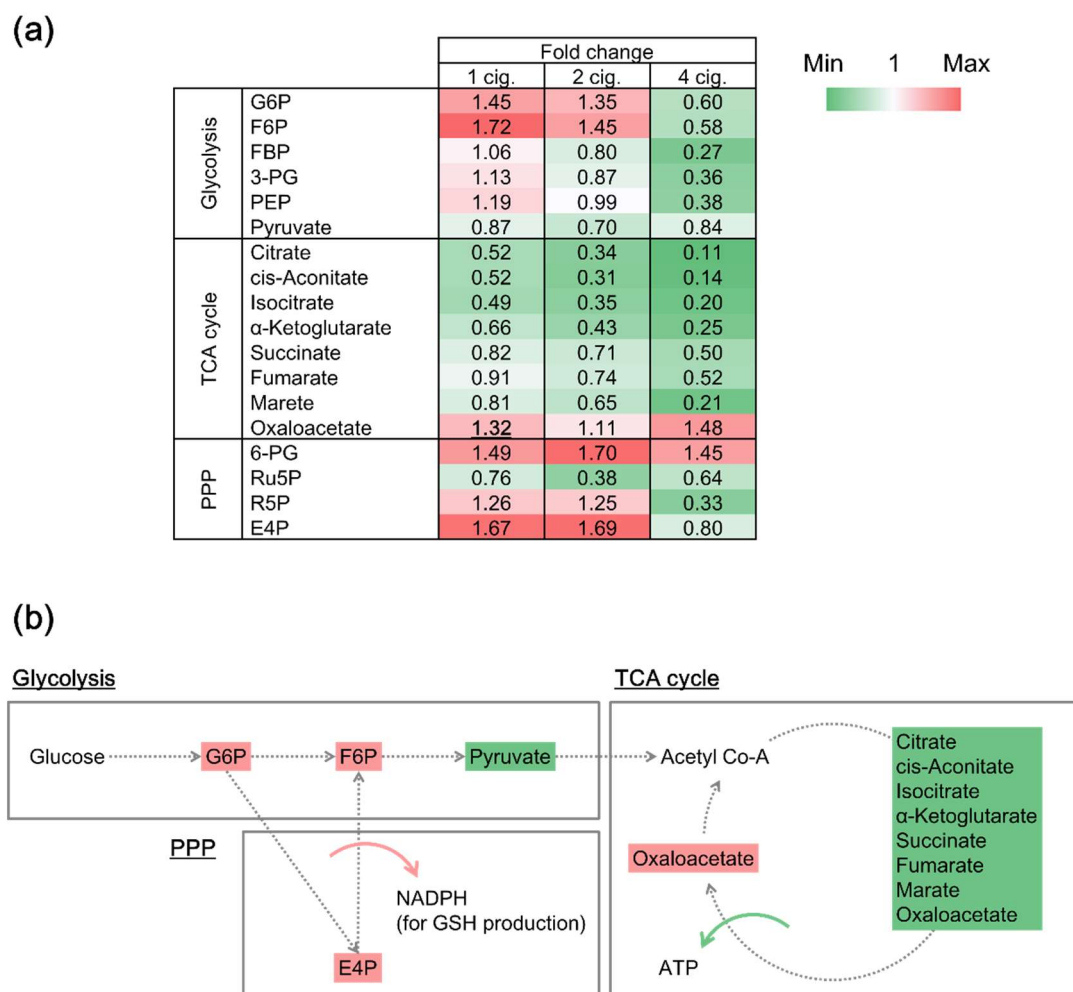 (a)
Fold change
1 cig. 2 cig. 4 cig.
Min 1 Max
Glycolysis
G6P 1.45 1.35 0.60
F6P 1.72 1.45 0.58
FBP 1.06 0.80 0.27
3-PG 1.13 0.87 0.36
PEP 1.19 0.99 0.38
Pyruvate 0.87 0.70 0.84
TCA cycle
Citrate 0.52 0.34 0.11
cis-Aconitate 0.52 0.31 0.14
Isocitrate 0.49 0.35 0.20
α-Ketoglutarate 0.66 0.43 0.25
Succinate 0.82 0.71 0.50
Fumarate 0.91 0.74 0.52
Marete 0.81 0.65 0.21
Oxaloacetate 1.32 1.11 1.48
PPP
6-PG 1.49 1.70 1.45
Ru5P 0.76 0.38 0.64
R5P 1.26 1.25 0.33
E4P 1.67 1.69 0.80
(b)
Glycolysis
Glucose G6P F6P Pyruvate
PPP
NADPH
(for GSH production)
E4P
TCA cycle
Acetyl Co-A
Citrate
cis-Aconitate
Isocitrate
α-Ketoglutarate
Succinate
Fumarate
Marate
Oxaloacetate
Oxaloacetate
ATP